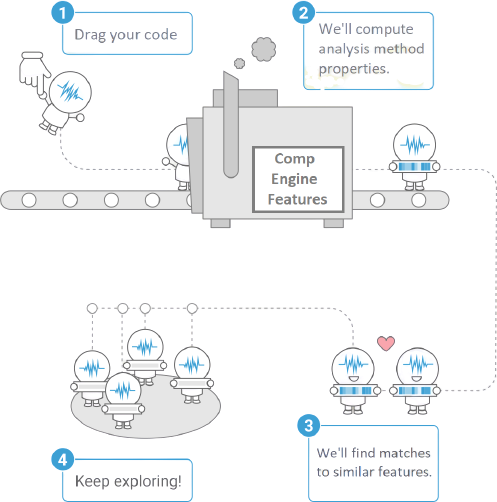 1
Drag your code
2
We'll compute
analysis method
properties.
Comp
Engine
Features
3
We'll find matches
to similar features.
4
Keep exploring!